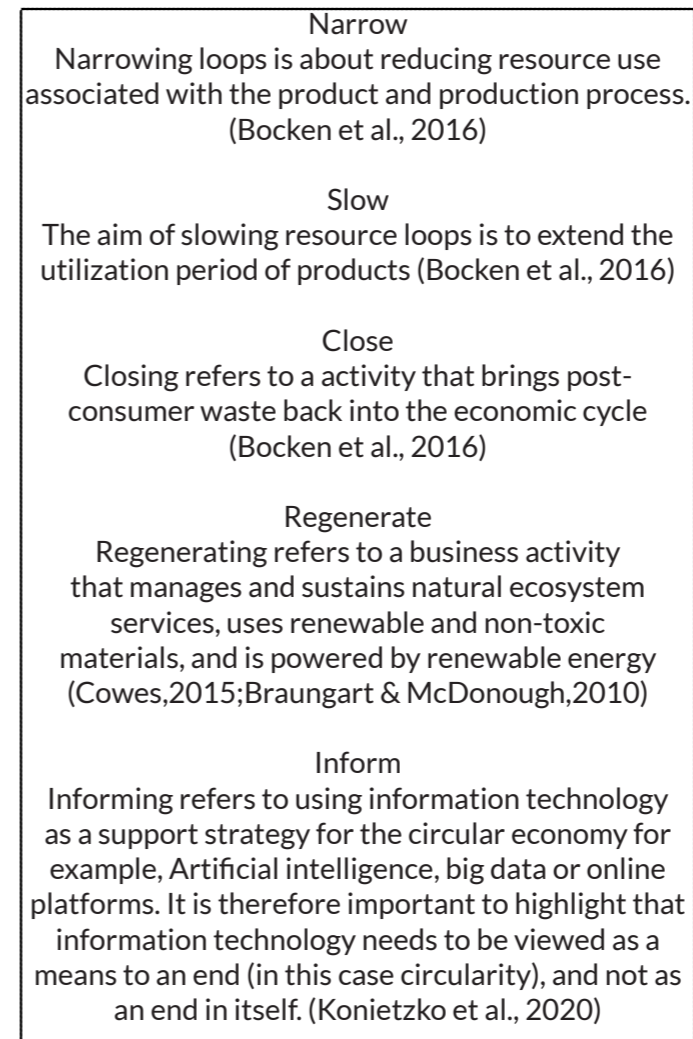 Narrow
Narrowing loops is about reducing resource use
associated with the product and production process.
(Bocken et al., 2016)
Slow
The aim of slowing resource loops is to extend the
utilization period of products (Bocken et al., 2016)
Close
Closing refers to a activity that brings post-
consumer waste back into the economic cycle
(Bocken et al., 2016)
Regenerate
Regenerating refers to a business activity
that manages and sustains natural ecosystem
services, uses renewable and non-toxic
materials, and is powered by renewable energy
(Cowes,2015;Braungart & McDonough,2010)
Inform
Informing refers to using information technology
as a support strategy for the circular economy for
example, Artificial intelligence, big data or online
platforms. It is therefore important to highlight that
information technology needs to be viewed as a
means to an end (in this case circularity), and not as
an end in itself. (Konietzko et al., 2020)